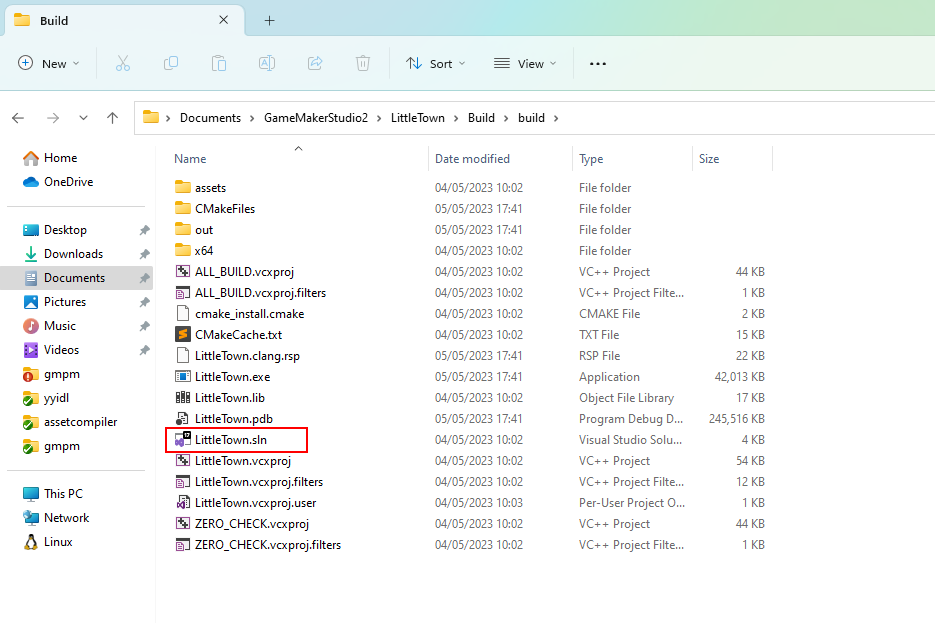 Build
New
Sort
View
Documents > GameMakerStudio2 > LittleTown > Build > build >
Home
OneDrive
Desktop
Downloads
Documents
Pictures
Music
Videos
gmpm
yyidl
assetcompiler
gmpm
This PC
Network
Linux
Name Date modified Type Size
assets 04/05/2023 10:02 File folder
CMakeFiles 05/05/2023 17:41 File folder
out 05/05/2023 17:41 File folder
x64 04/05/2023 10:02 File folder
ALL_BUILD.vcxproj 04/05/2023 10:02 VC++ Project 44 KB
ALL_BUILD.vcxproj.filters 04/05/2023 10:02 VC++ Project Filte... 1 KB
cmake_install.cmake 04/05/2023 10:02 CMAKE File 2 KB
CMakeCache.txt 04/05/2023 10:02 TXT File 15 KB
LittleTown.clang.rsp 05/05/2023 17:41 RSP File 22 KB
LittleTown.exe 05/05/2023 17:41 Application 42,013 KB
LittleTown.lib 04/05/2023 10:02 Object File Library 17 KB
LittleTown.pdb 05/05/2023 17:41 Program Debug D... 245,516 KB
LittleTown.sln 04/05/2023 10:02 Visual Studio Solu... 4 KB
LittleTown.vcxproj 04/05/2023 10:02 VC++ Project 54 KB
LittleTown.vcxproj.filters 04/05/2023 10:02 VC++ Project Filte... 12 KB
LittleTown.vcxproj.user 04/05/2023 10:03 Per-User Project O... 1 KB
ZERO_CHECK.vcxproj 04/05/2023 10:02 VC++ Project 44 KB
ZERO_CHECK.vcxproj.filters 04/05/2023 10:02 VC++ Project Filte... 1 KB